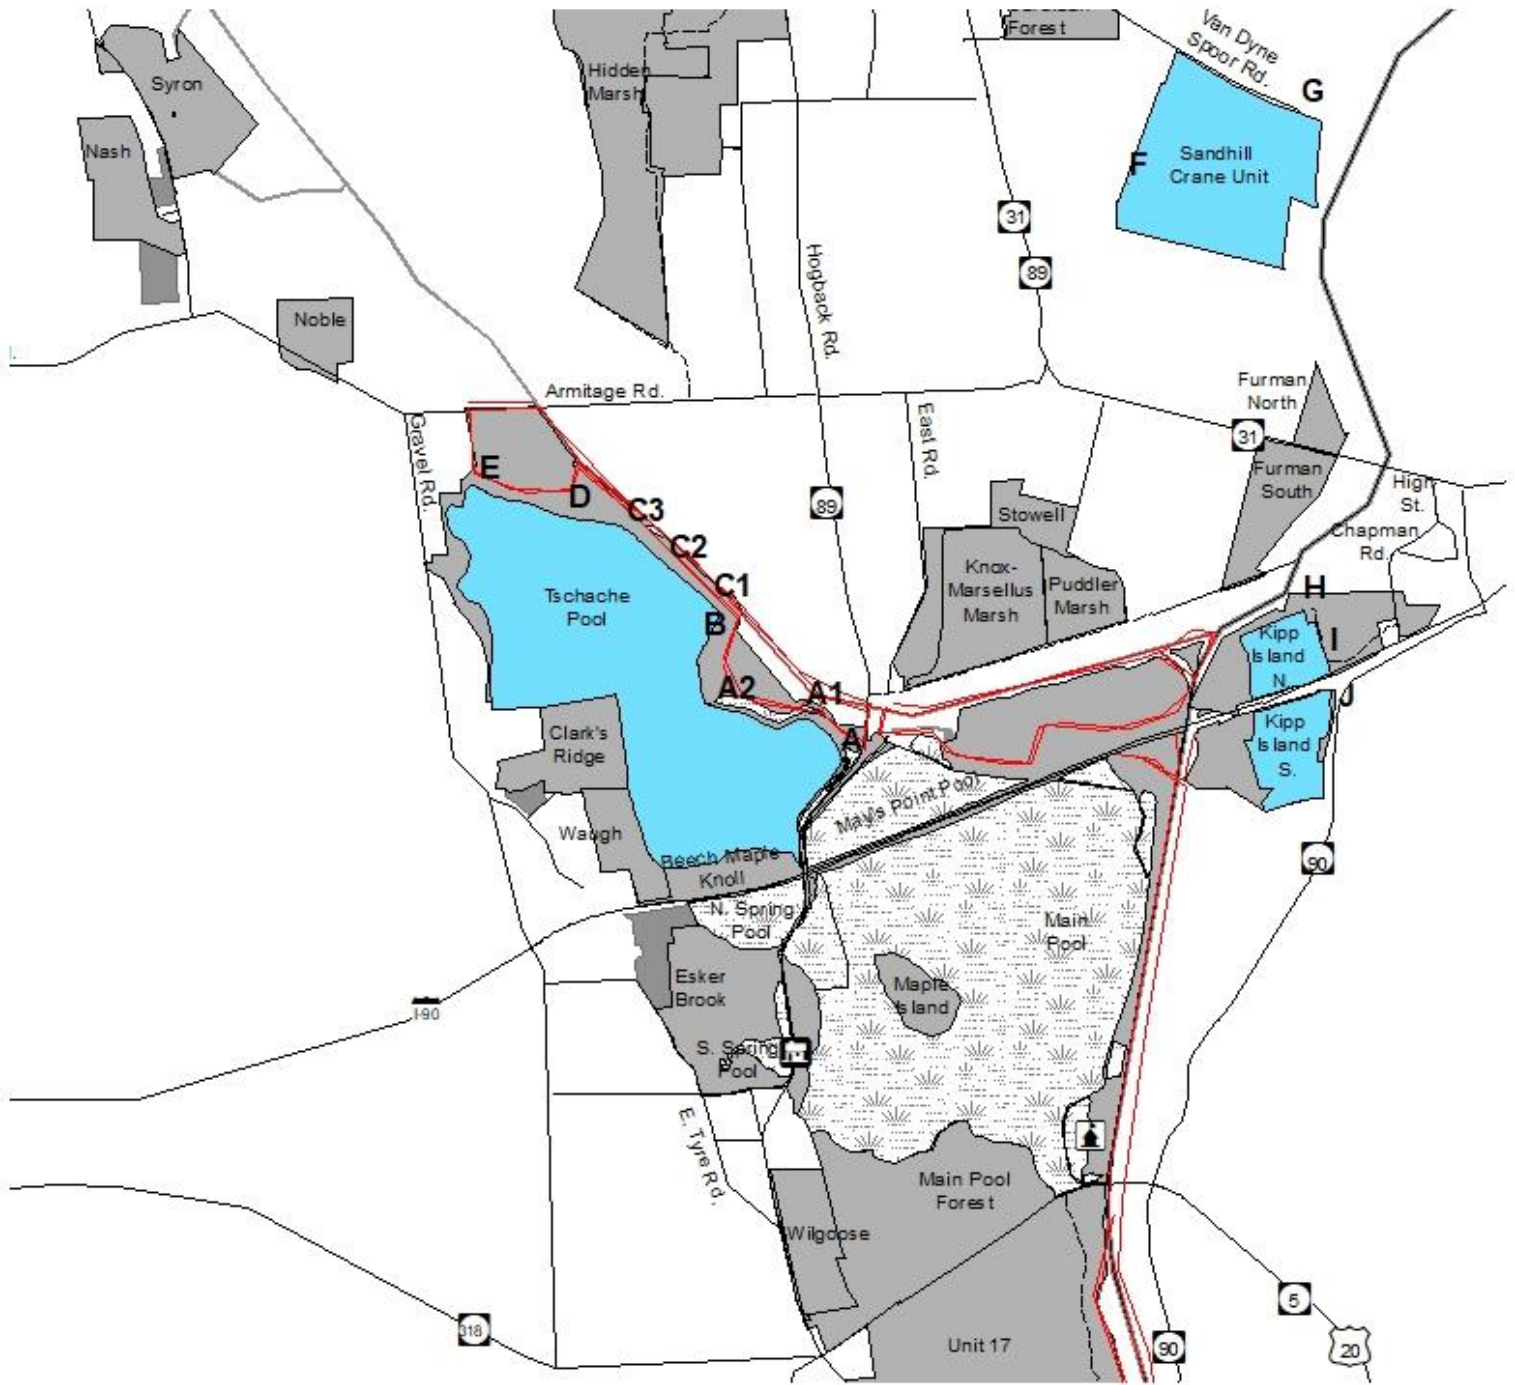 Forest
Van Dyne
Spoor Rd.
G
Hidden
Marsh
Syron
Nash
F
Sandhill
Crane Unit
31
89
Hogback Rd.
Noble
Armitage Rd.
Furman
North
Gravel Rd.
East Rd.
31
E
D
C3
89
Furman
South
High
St.
Stowell
Chapman
Rd.
C2
C1
Knox-
Marsellus
Marsh
Puddler
Marsh
H
Tschache
Pool
B
Kipp
Island
N.
I
A2
A1
J
Clark's
Ridge
A
Kipp
Island
S.
May's Point Pool
Waugh
Beech Maple
Knoll
90
N. Spring
Pool
Main
Pool
Esker
Brook
Maple
Island
I-90
S. Spring
Pool
E. Tyre Rd.
Main Pool
Forest
Wilgoose
5
318
Unit 17
90
20